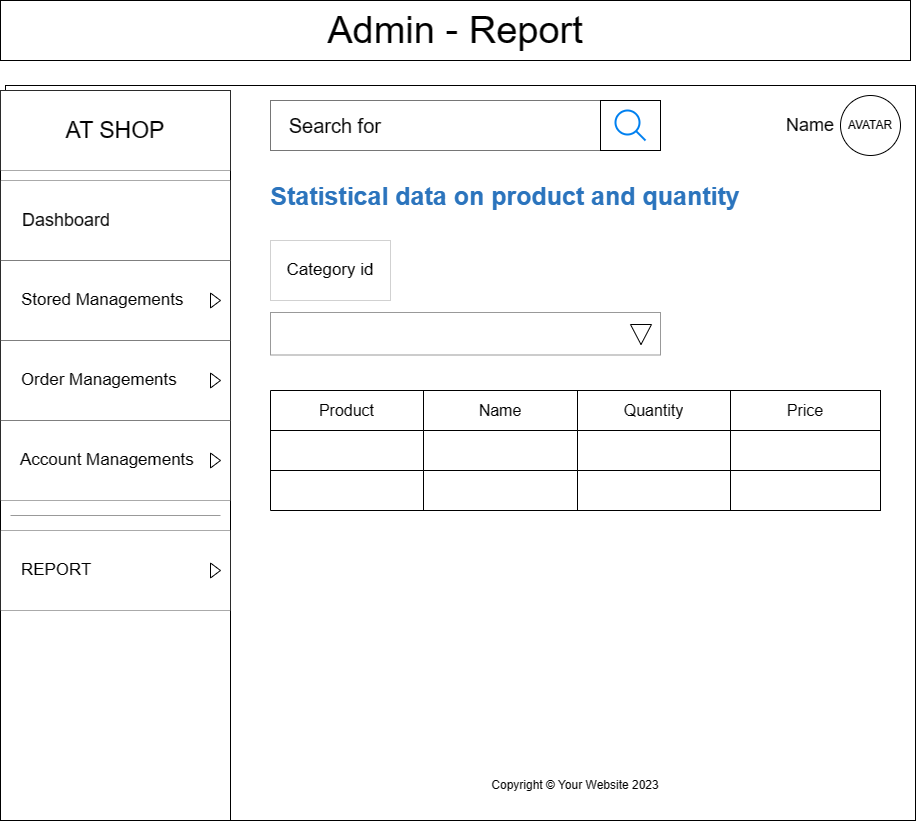 Admin - Report
AT SHOP
Dashboard
Stored Managements
Order Managements
Account Managements
REPORT
Search for
Name
AVATAR
Statistical data on product and quantity
Category id
Product Name Quantity Price
Copyright © Your Website 2023